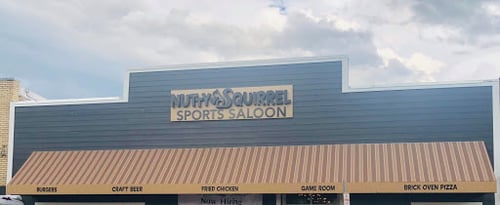 NUTTY SQUIRREL
SPORTS SALOON
BURGERS CRAFT BEER FRIED CHICKEN GAME ROOM BRICK OVEN PIZZA
Now Hiring